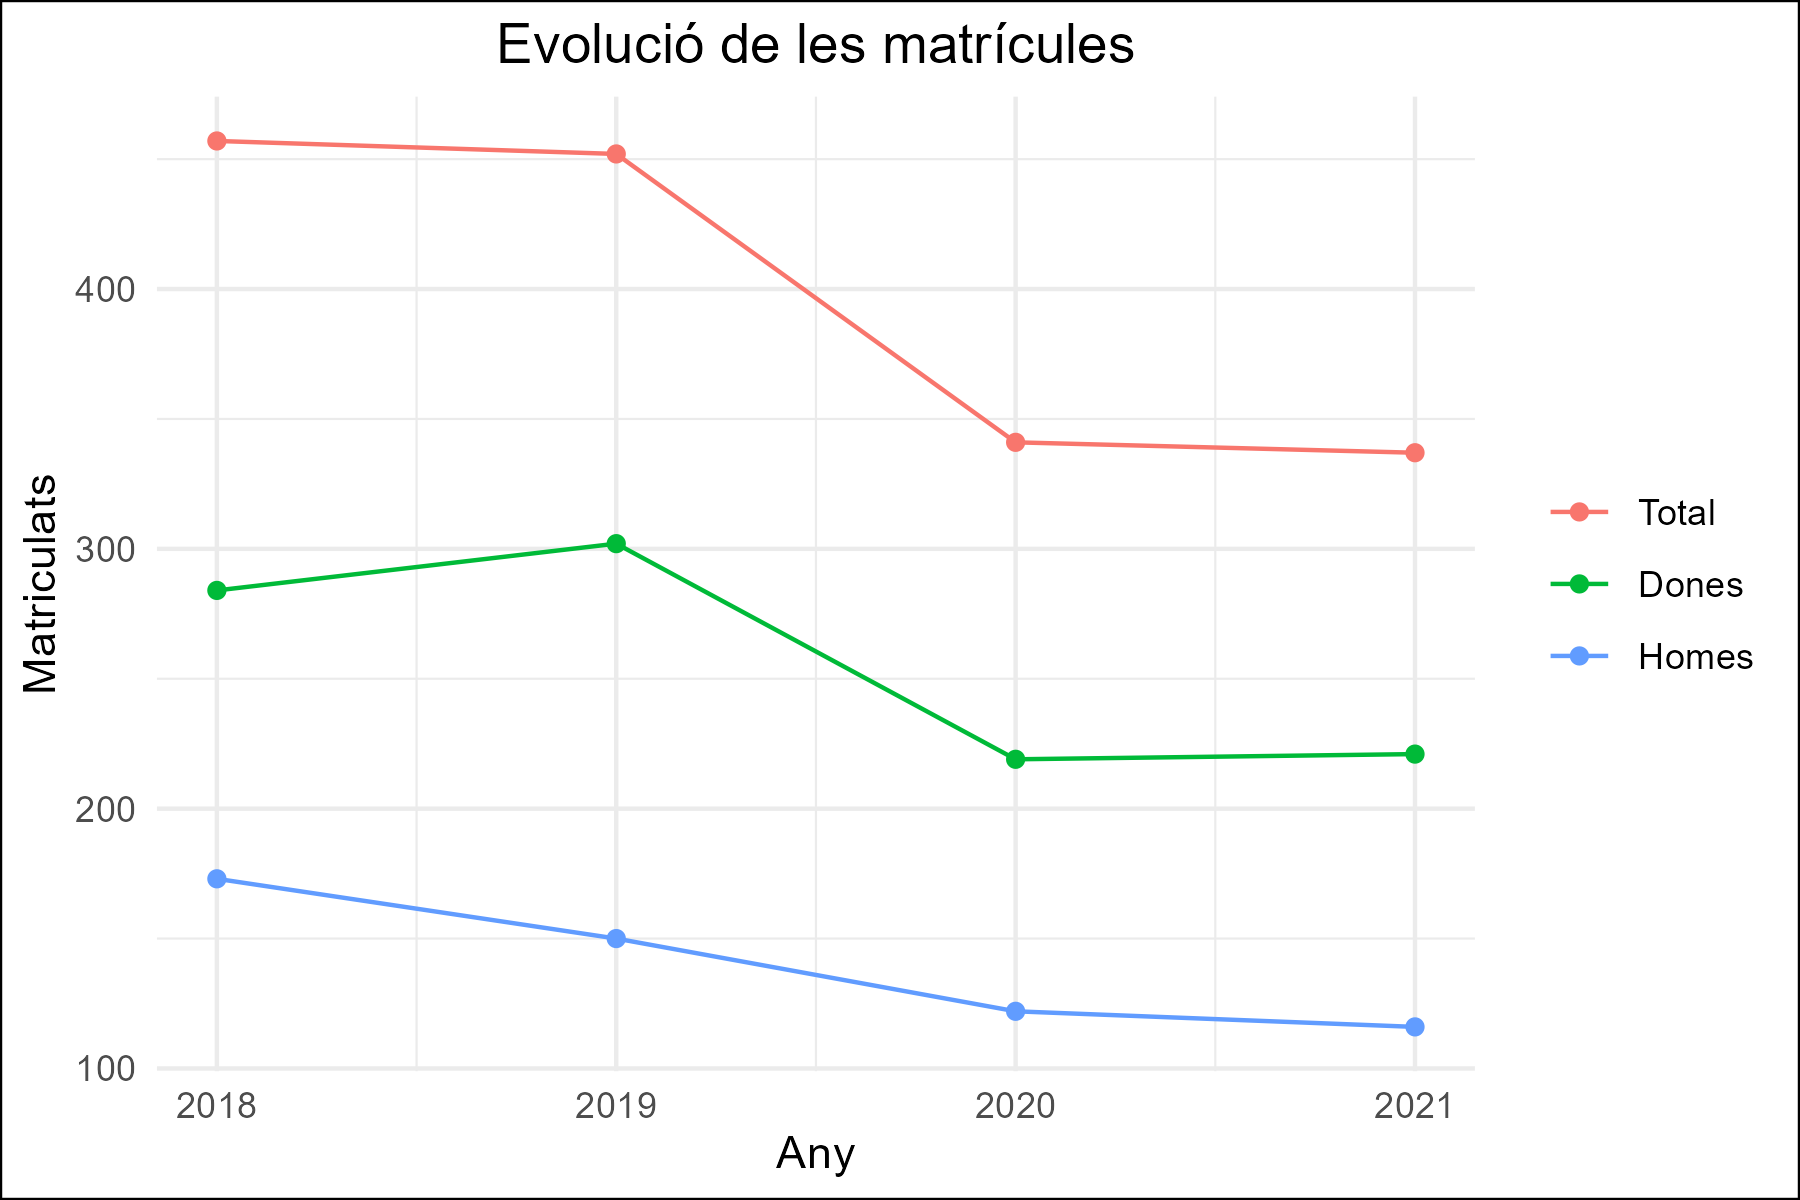 Evolució de les matrícules
Matriculats
400
300
200
100
2018 2019 2020 2021
Any
Total
Dones
Homes